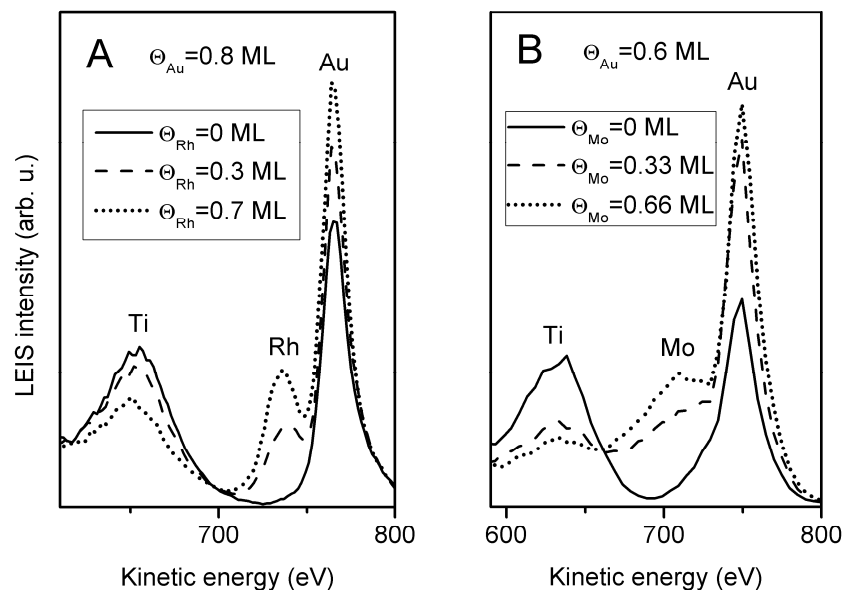 A
Θ_Au=0.8 ML
Au
Θ_Rh=0 ML
Θ_Rh=0.3 ML
Θ_Rh=0.7 ML
Ti
Rh
LEIS intensity (arb. u.)
700
800
Kinetic energy (eV)
B
Θ_Au=0.6 ML
Au
Θ_Mo=0 ML
Θ_Mo=0.33 ML
Θ_Mo=0.66 ML
Ti
Mo
600
700
800
Kinetic energy (eV)